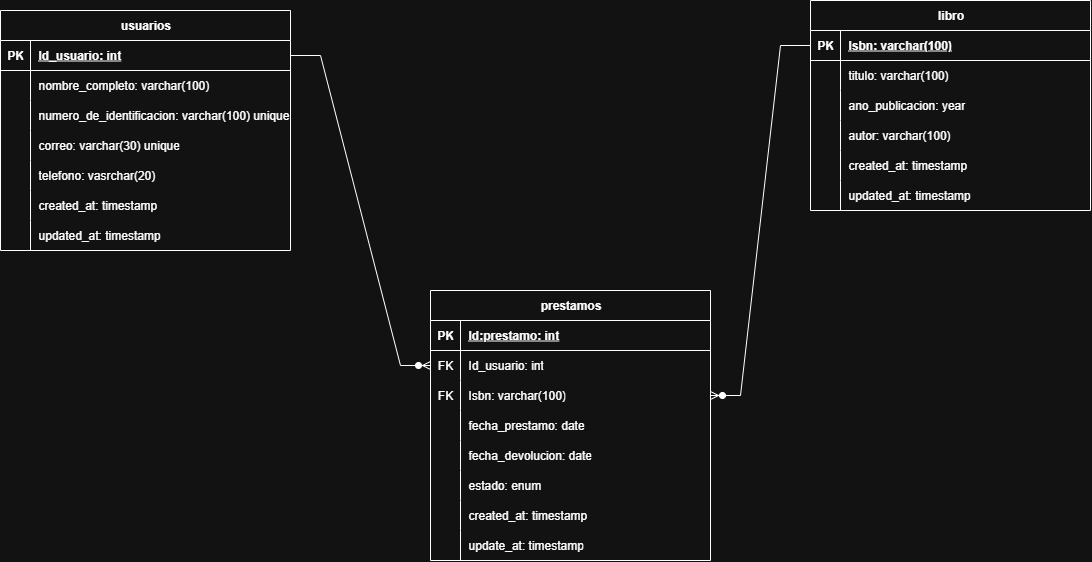 usuarios
PK Id_usuario: int
nombre_completo: varchar(100)
numero_de_identificacion: varchar(100) unique
correo: varchar(30) unique
telefono: vasrchar(20)
created_at: timestamp
updated_at: timestamp
libro
PK Isbn: varchar(100)
titulo: varchar(100)
ano_publicacion: year
autor: varchar(100)
created_at: timestamp
updated_at: timestamp
prestamos
PK Id:prestamo: int
FK Id_usuario: int
FK Isbn: varchar(100)
fecha_prestamo: date
fecha_devolucion: date
estado: enum
created_at: timestamp
update_at: timestamp